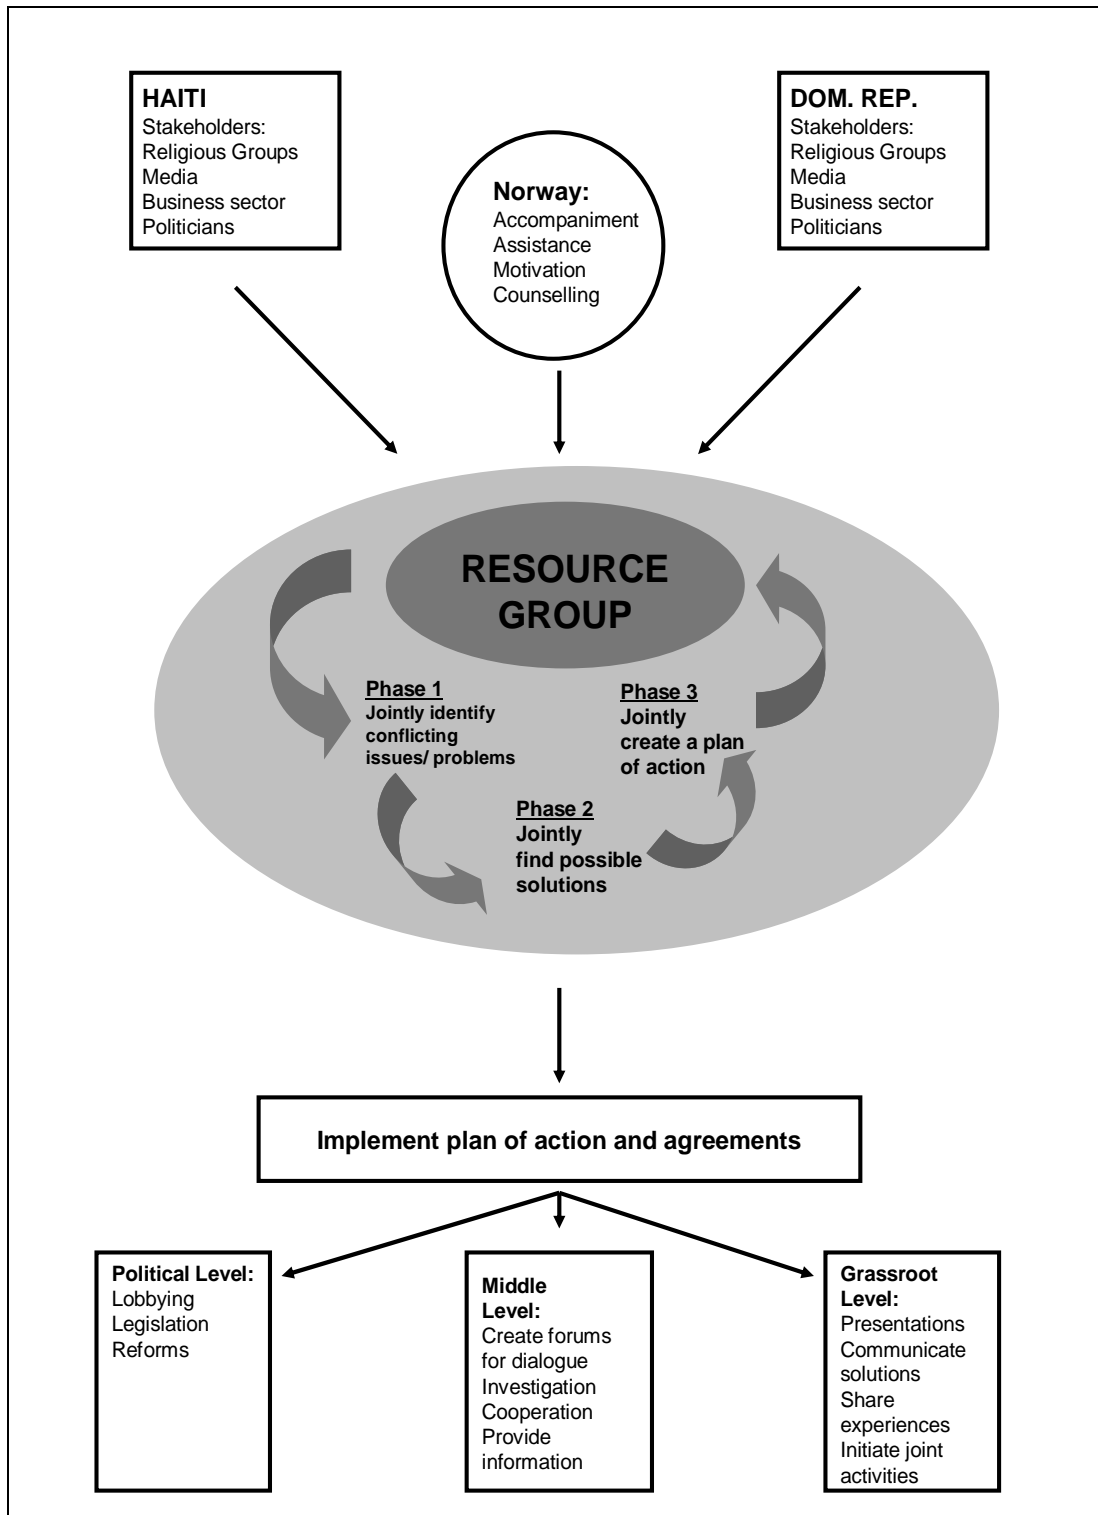 HAITI
Stakeholders:
Religious Groups
Media
Business sector
Politicians
Norway:
Accompaniment
Assistance
Motivation
Counselling
DOM. REP.
Stakeholders:
Religious Groups
Media
Business sector
Politicians
RESOURCE
GROUP
Phase 1
Jointly identify
conflicting
issues/ problems
Phase 2
Jointly
find possible
solutions
Phase 3
Jointly
create a plan
of action
Implement plan of action and agreements
Political Level:
Lobbying
Legislation
Reforms
Middle
Level:
Create forums
for dialogue
Investigation
Cooperation
Provide
information
Grassroot
Level:
Presentations
Communicate
solutions
Share
experiences
Initiate joint
activities